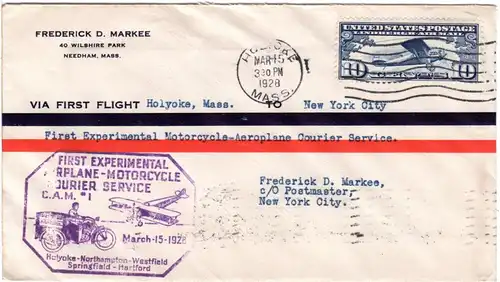 FREDERICK D. MARKEE
40 WILSHIRE PARK
NEEDHAM, MASS.
HOLYOKE
MAR 15
3 30 PM
1928
MASS.
UNITED STATES POSTAGE
LINDBERGH AIR MAIL
10 10
VIA FIRST FLIGHT Holyoke, Mass. TO New York City
First Experimental Motorcycle-Aeroplane Courier Service.
FIRST EXPERIMENTAL
AIRPLANE-MOTORCYCLE
COURIER SERVICE
C.A.M. #1
March-15-1928
Holyoke-Northampton-Westfield
Springfield-Hartford
Frederick D. Markee,
c/o Postmaster,
New York City.